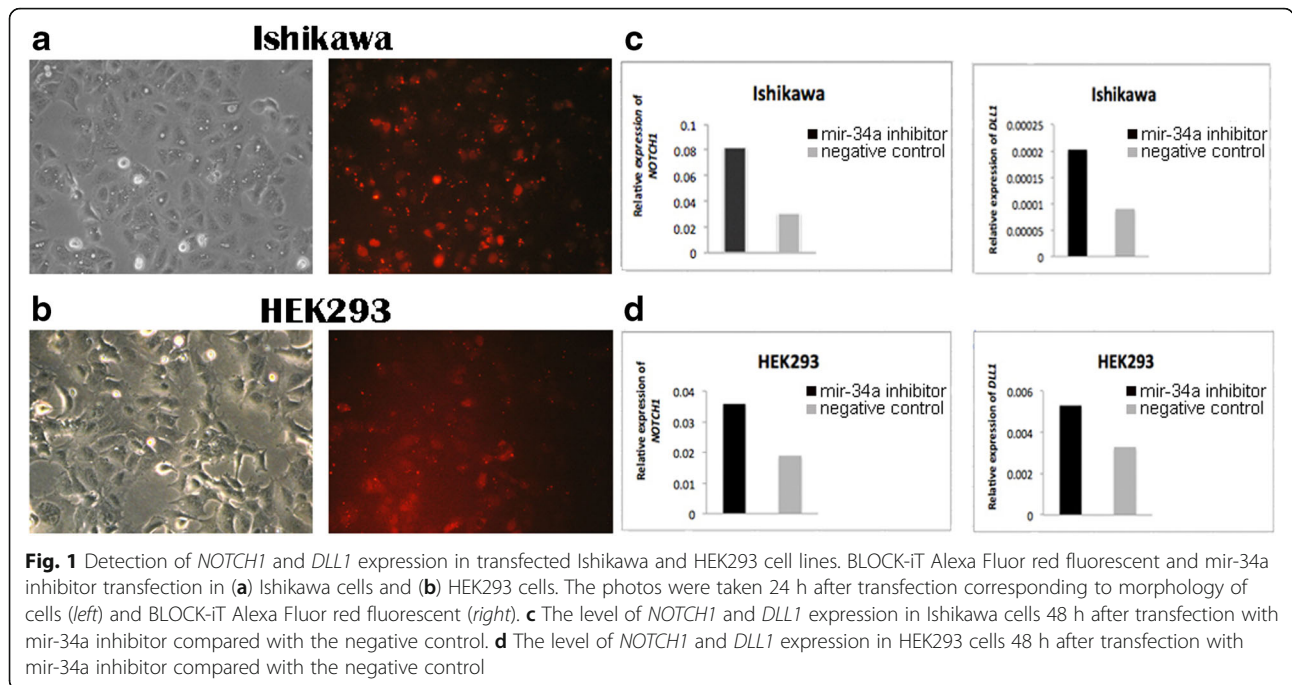 a
Ishikawa
c
Ishikawa
Relative expression of
NOTCH1
0.1
0.08
0.06
0.04
0.02
0
mir-34a inhibitor
negative control
Ishikawa
Relative expression of DLL1
0.00025
0.0002
0.00015
0.0001
0.00005
0
mir-34a inhibitor
negative control
b
HEK293
d
HEK293
Relative expression of
NOTCH1
0.04
0.03
0.02
0.01
0
mir-34a inhibitor
negative control
HEK293
Relative expression of DLL1
0.006
0.004
0.002
0
mir-34a inhibitor
negative control
Fig. 1 Detection of NOTCH1 and DLL1 expression in transfected Ishikawa and HEK293 cell lines. BLOCK-iT Alexa Fluor red fluorescent and mir-34a
inhibitor transfection in (a) Ishikawa cells and (b) HEK293 cells. The photos were taken 24 h after transfection corresponding to morphology of
cells (left) and BLOCK-iT Alexa Fluor red fluorescent (right). c The level of NOTCH1 and DLL1 expression in Ishikawa cells 48 h after transfection with
mir-34a inhibitor compared with the negative control. d The level of NOTCH1 and DLL1 expression in HEK293 cells 48 h after transfection with
mir-34a inhibitor compared with the negative control